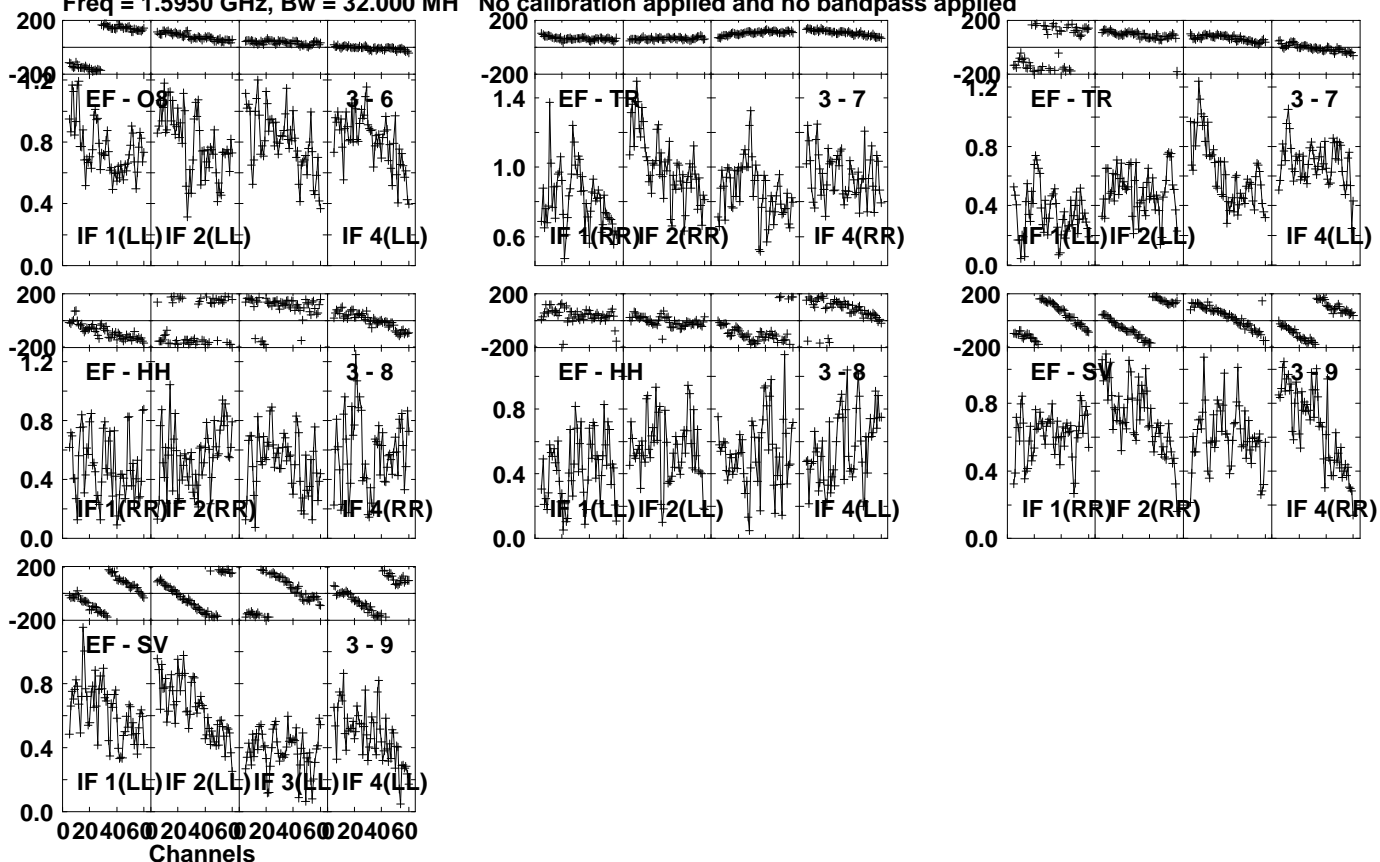 Freq = 1.5950 GHz, Bw = 32.000 MH No calibration applied and no bandpass applied
200
-200
1.2
0.8
0.4
0.0
EF - O8 3 - 6
IF 1(LL) IF 2(LL) IF 4(LL)
200
-200
1.4
1.0
0.6
EF - TR 3 - 7
IF 1(RR) IF 2(RR) IF 4(RR)
200
-200
1.2
0.8
0.4
0.0
EF - TR 3 - 7
IF 1(LL) IF 2(LL) IF 4(LL)
200
-200
1.2
0.8
0.4
0.0
EF - HH 3 - 8
IF 1(RR) IF 2(RR) IF 4(RR)
200
-200
0.8
0.4
0.0
EF - HH 3 - 8
IF 1(LL) IF 2(LL) IF 4(LL)
200
-200
0.8
0.4
0.0
EF - SV 3 - 9
IF 1(RR) IF 2(RR) IF 4(RR)
200
-200
0.8
0.4
0.0
EF - SV 3 - 9
IF 1(LL) IF 2(LL) IF 3(LL) IF 4(LL)
0 20 40 60 0 20 40 60 0 20 40 60 0 20 40 60
Channels